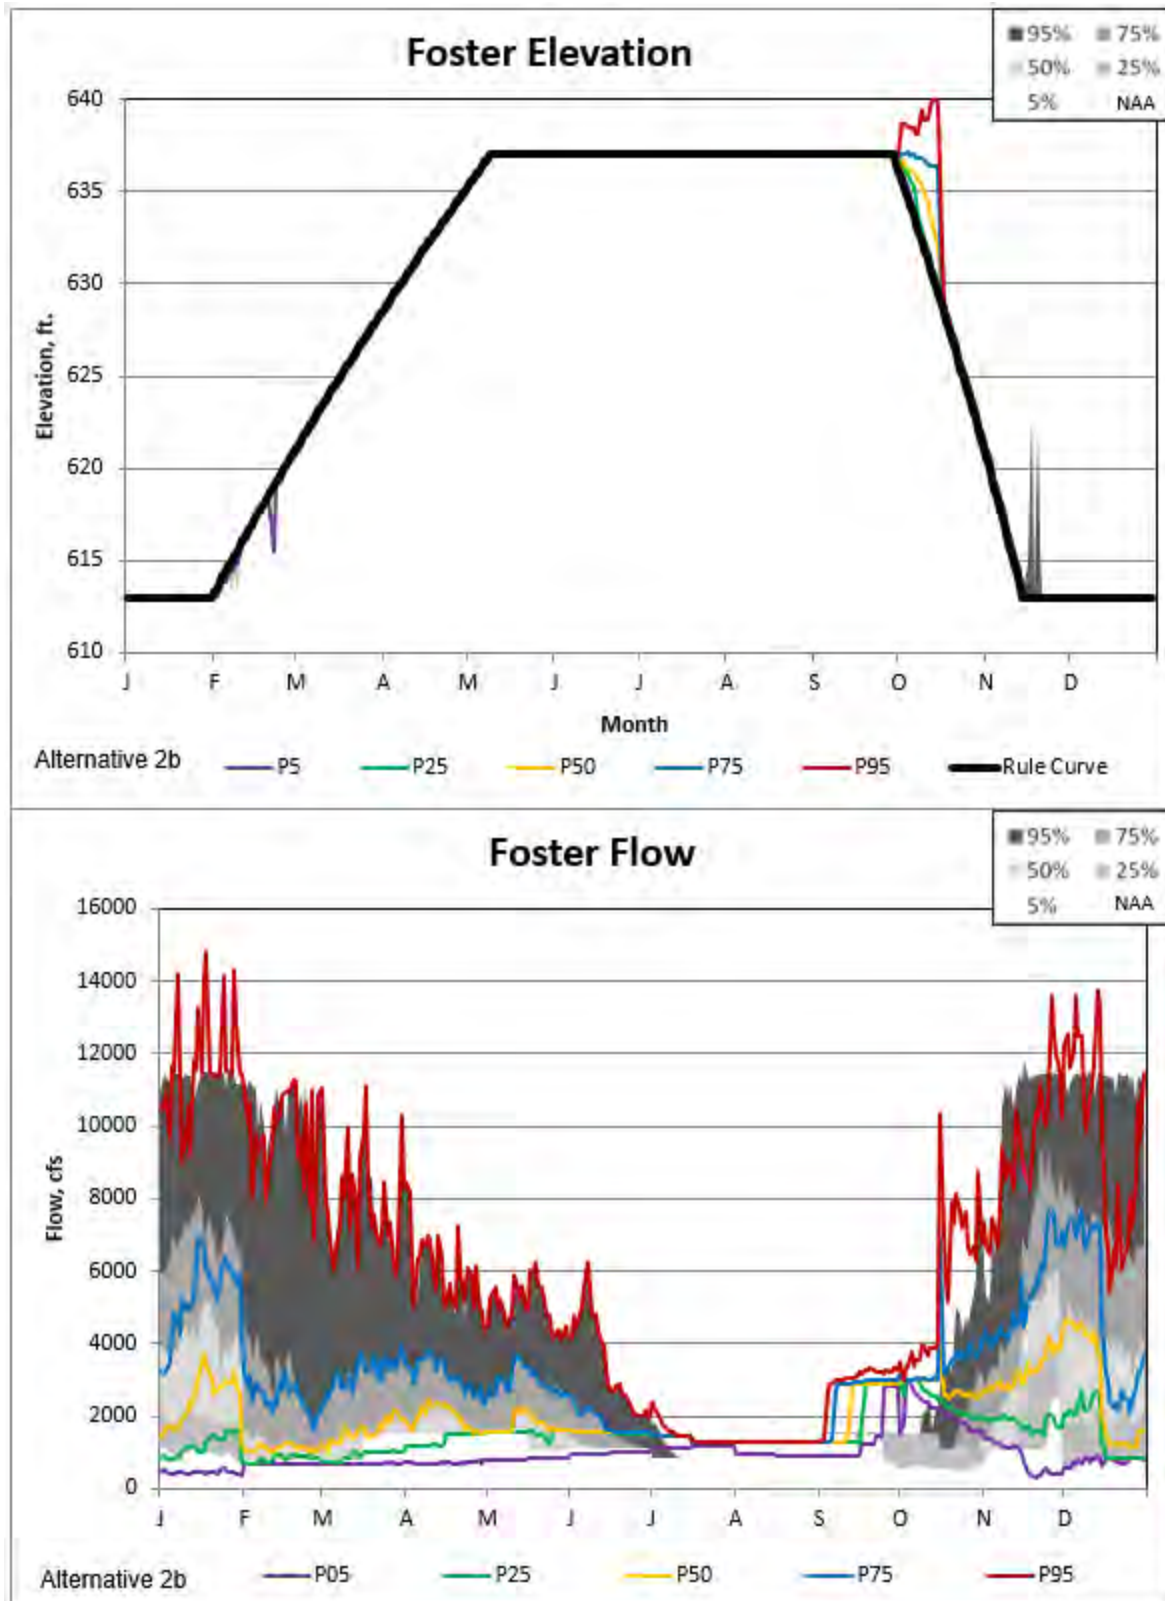 Foster Elevation
95% 75%
50% 25%
5% NAA
640
635
630
625
620
615
610
Elevation, ft.
J F M A M J J A S O N D
Month
Alternative 2b P5 P25 P50 P75 P95 Rule Curve
Foster Flow
95% 75%
50% 25%
5% NAA
16000
14000
12000
10000
8000
6000
4000
2000
0
Flow, cfs
J F M A M J J A S O N D
Alternative 2b P05 P25 P50 P75 P95